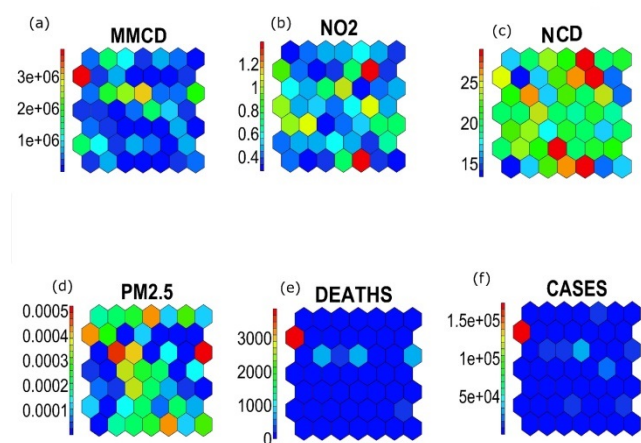 (a) MMCD
3e+06
2e+06
1e+06
(b) NO2
1.2
1
0.8
0.6
0.4
(c) NCD
25
20
15
(d) PM2.5
0.0005
0.0004
0.0003
0.0002
0.0001
(e) DEATHS
3000
2000
1000
0
(f) CASES
1.5e+05
1e+05
5e+04